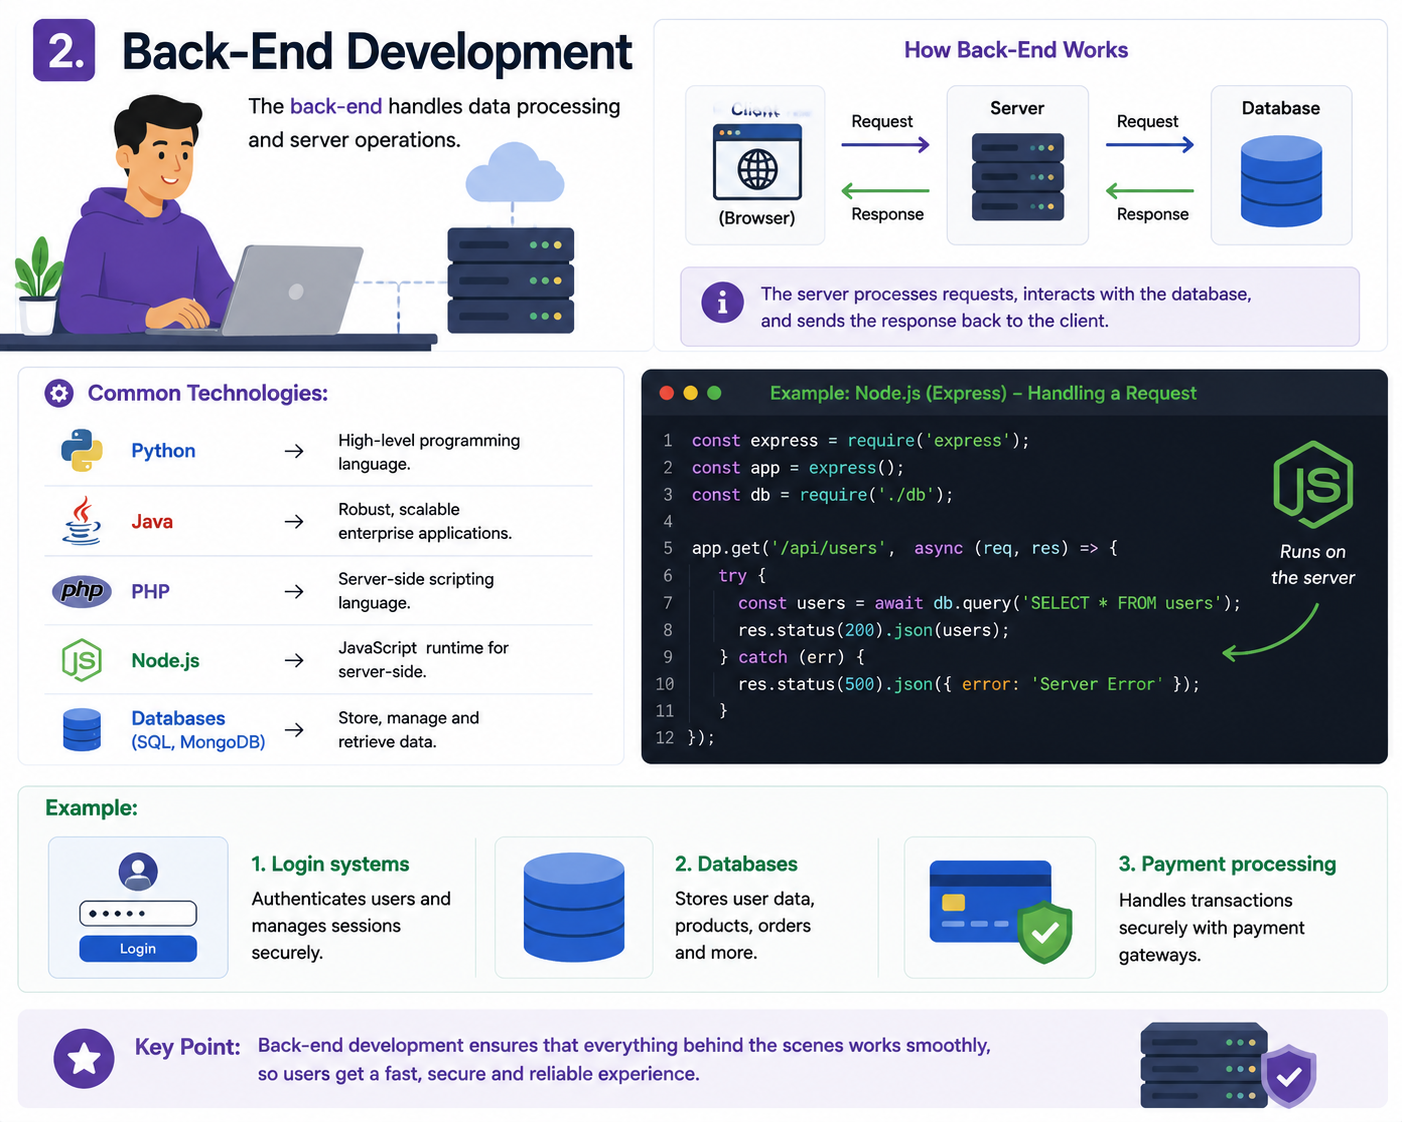 2.
Back-End Development
The back-end handles data processing
and server operations.
How Back-End Works
Client
(Browser)
Request
Response
Server
Request
Response
Database
i
The server processes requests, interacts with the database,
and sends the response back to the client.
Common Technologies:
Python
→
High-level programming
language.
Java
→
Robust, scalable
enterprise applications.
php
PHP
→
Server-side scripting
language.
JS
Node.js
→
JavaScript runtime for
server-side.
Databases
(SQL, MongoDB)
→
Store, manage and
retrieve data.
Example: Node.js (Express) – Handling a Request
1 const express = require('express');
2 const app = express();
3 const db = require('./db');
4
5 app.get('/api/users', async (req, res) => {
6 try {
7 const users = await db.query('SELECT * FROM users');
8 res.status(200).json(users);
9 } catch (err) {
10 res.status(500).json({ error: 'Server Error' });
11 }
12 });
JS
Runs on
the server
Example:
Login
1. Login systems
Authenticates users and
manages sessions
securely.
2. Databases
Stores user data,
products, orders
and more.
3. Payment processing
Handles transactions
securely with payment
gateways.
Key Point:
Back-end development ensures that everything behind the scenes works smoothly,
so users get a fast, secure and reliable experience.